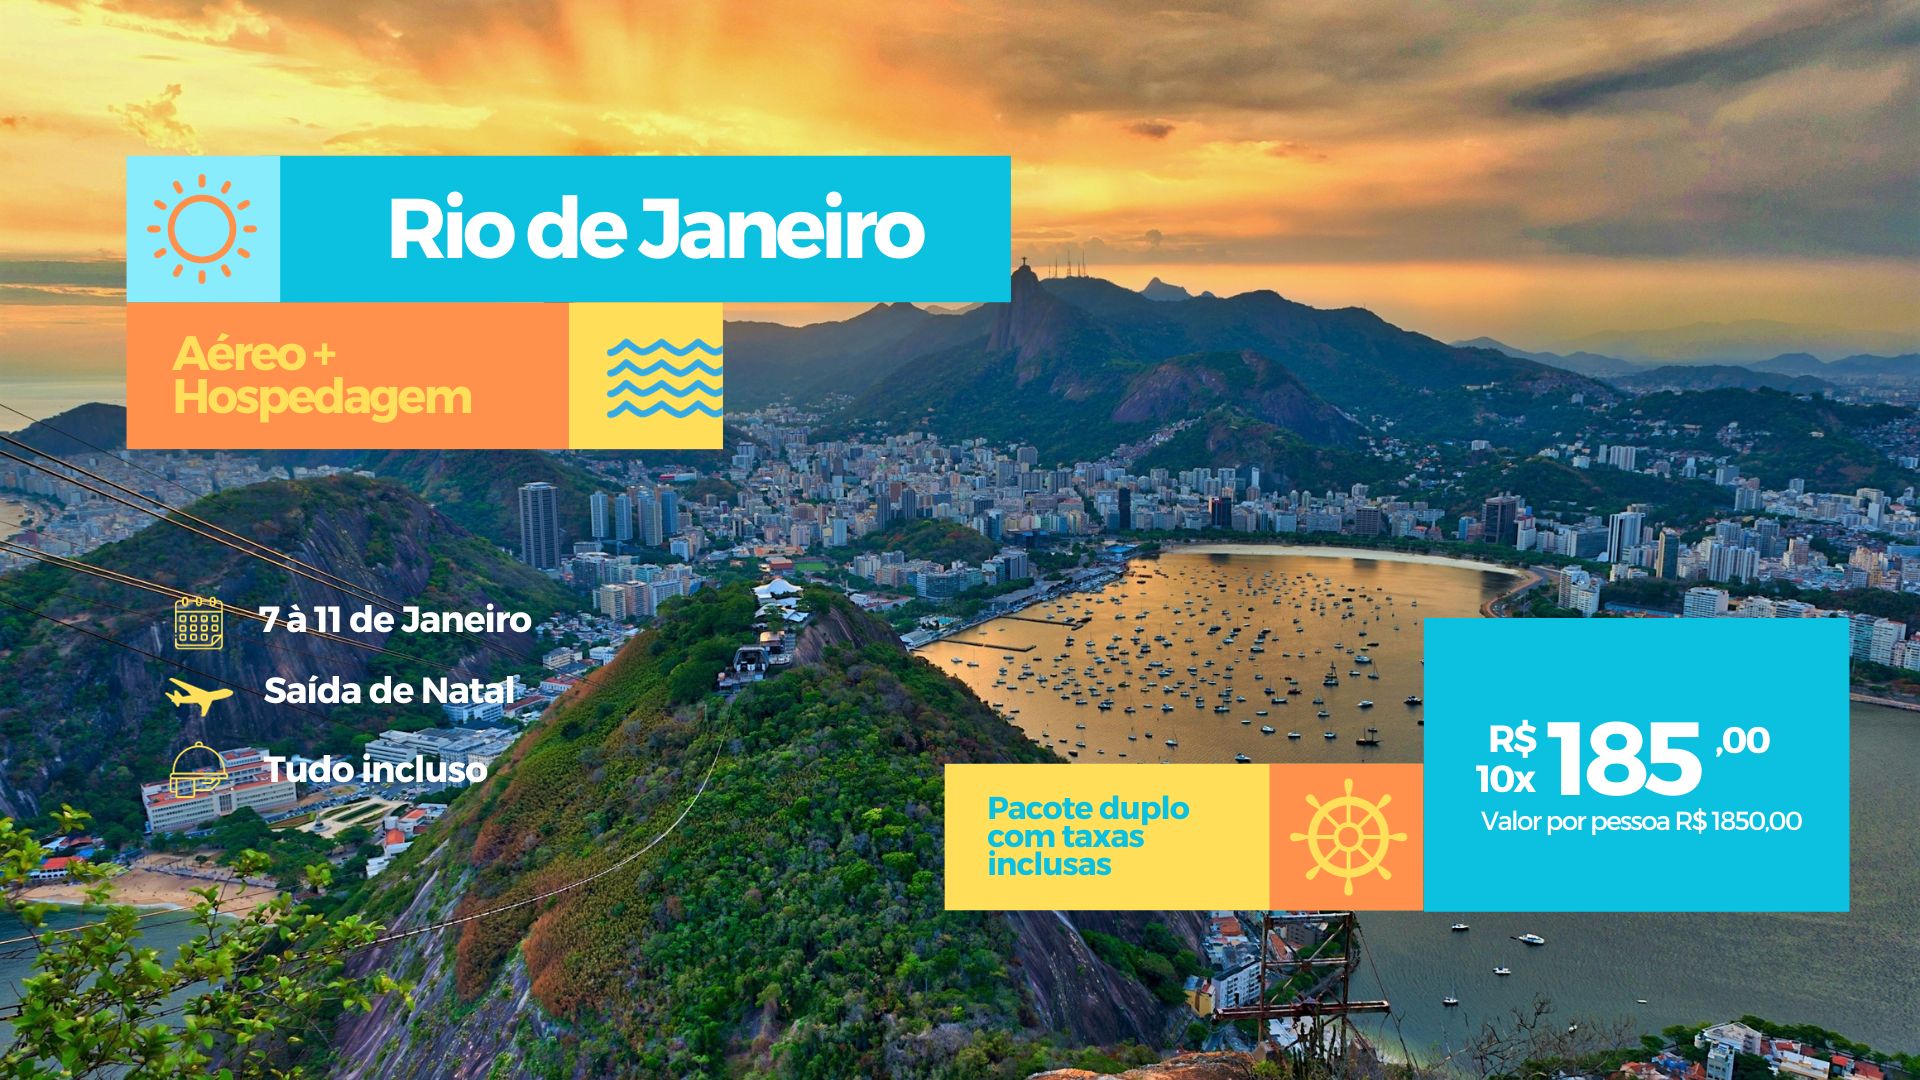 Rio de Janeiro
Aéreo +
Hospedagem
7 à 11 de Janeiro
Saída de Natal
Tudo incluso
Pacote duplo
com taxas
inclusas
R$
10x
185
,00
Valor por pessoa R$ 1850,00